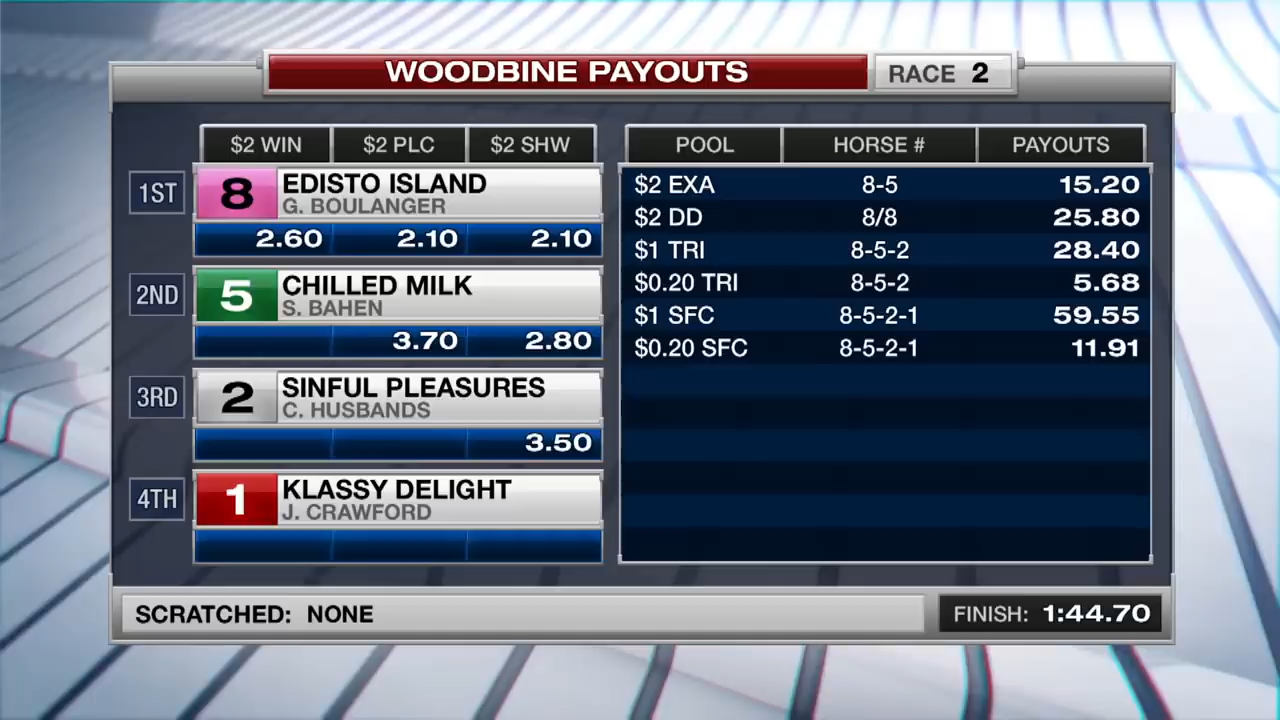 WOODBINE PAYOUTS RACE 2
$2 WIN $2 PLC $2 SHW
1ST 8 EDISTO ISLAND
G. BOULANGER
2.60 2.10 2.10
2ND 5 CHILLED MILK
S. BAHEN
3.70 2.80
3RD 2 SINFUL PLEASURES
C. HUSBANDS
3.50
4TH 1 KLASSY DELIGHT
J. CRAWFORD
POOL HORSE # PAYOUTS
$2 EXA 8-5 15.20
$2 DD 8/8 25.80
$1 TRI 8-5-2 28.40
$0.20 TRI 8-5-2 5.68
$1 SFC 8-5-2-1 59.55
$0.20 SFC 8-5-2-1 11.91
SCRATCHED: NONE
FINISH: 1:44.70